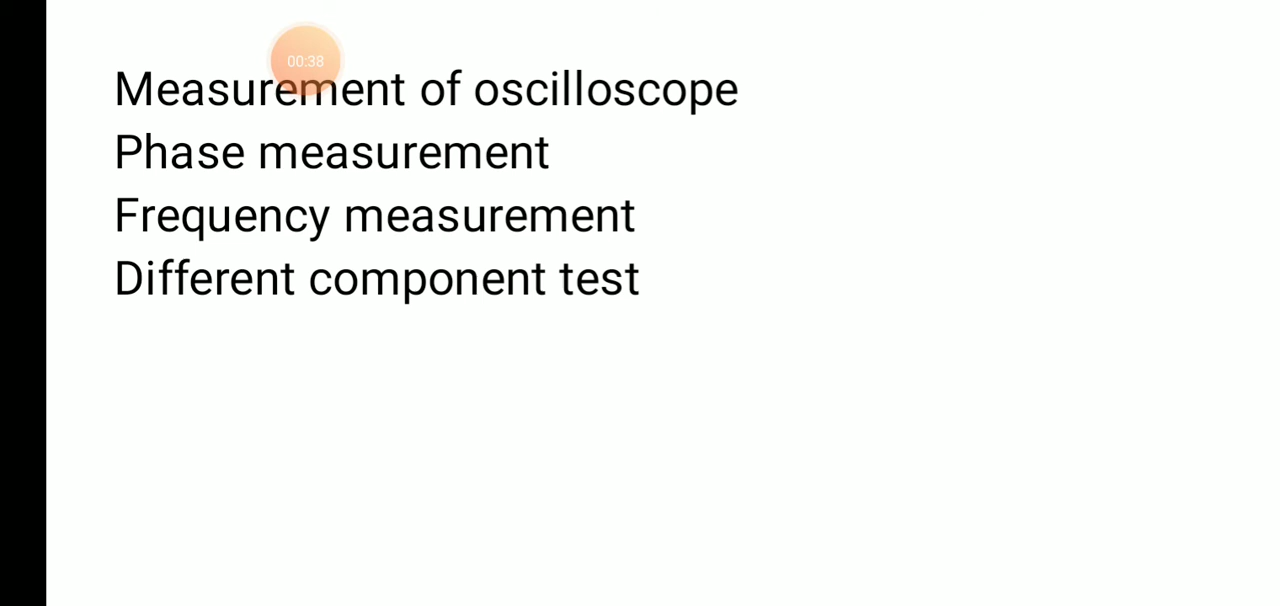 00:38
Measurement of oscilloscope
Phase measurement
Frequency measurement
Different component test